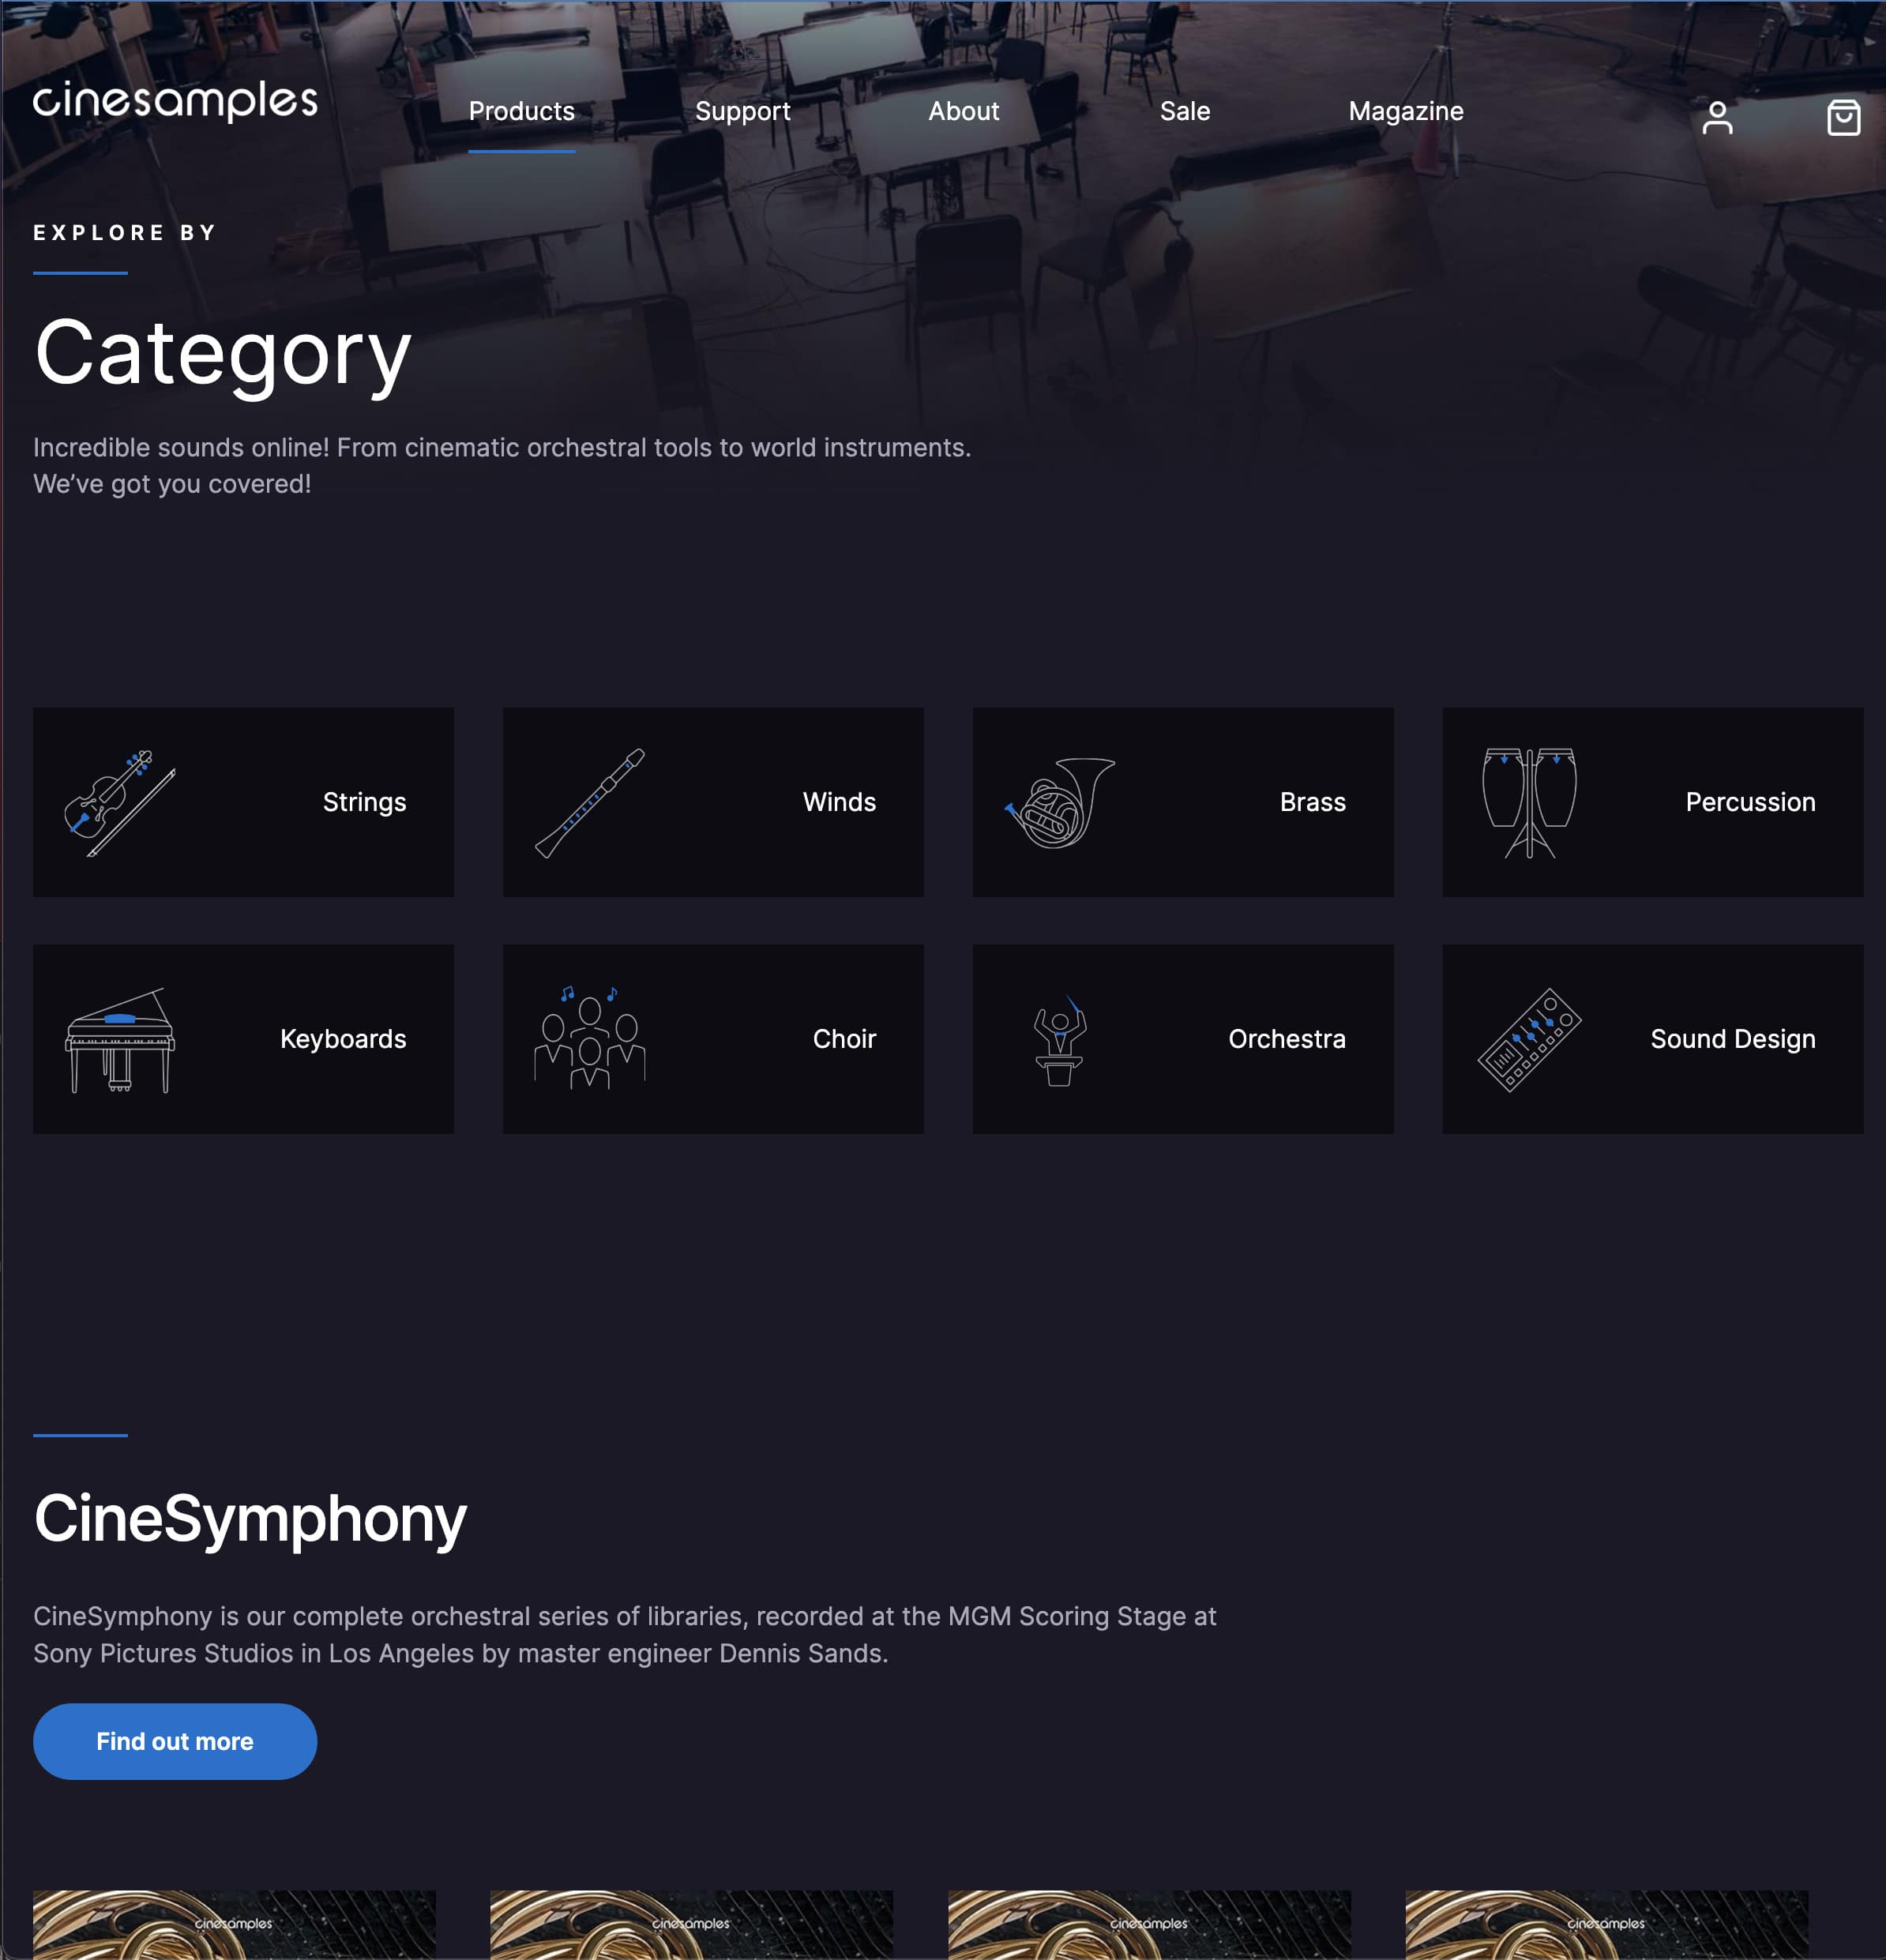 cinesamples
Products
Support
About
Sale
Magazine
EXPLORE BY
Category
Incredible sounds online! From cinematic orchestral tools to world instruments.
We’ve got you covered!
Strings
Winds
Brass
Percussion
Keyboards
Choir
Orchestra
Sound Design
CineSymphony
CineSymphony is our complete orchestral series of libraries, recorded at the MGM Scoring Stage at
Sony Pictures Studios in Los Angeles by master engineer Dennis Sands.
Find out more
cinesamples
cinesamples
cinesamples
cinesamples